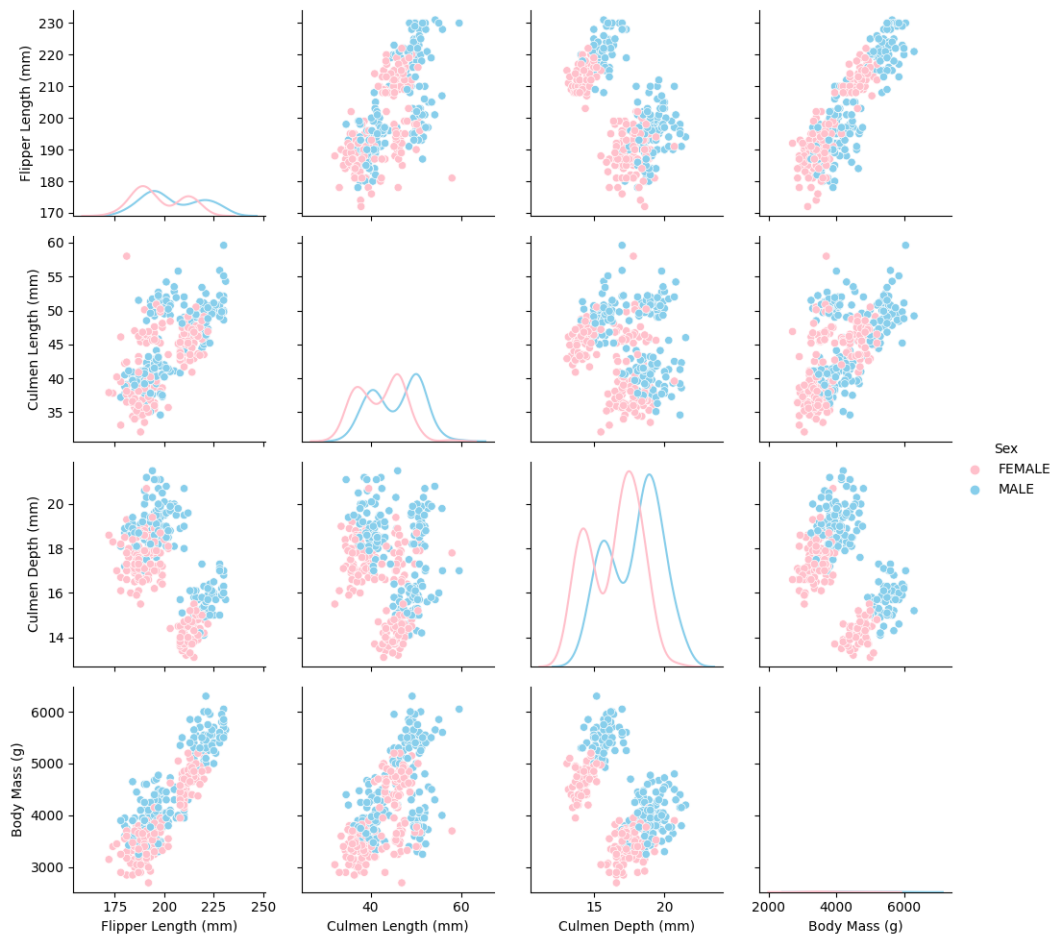 230
220
210
200
190
180
170
Flipper Length (mm)
60
55
50
45
40
35
Culmen Length (mm)
Sex
FEMALE
MALE
20
18
16
14
Culmen Depth (mm)
6000
5000
4000
3000
Body Mass (g)
175 200 225 250
40 60
15 20
2000 4000 6000
Flipper Length (mm)
Culmen Length (mm)
Culmen Depth (mm)
Body Mass (g)